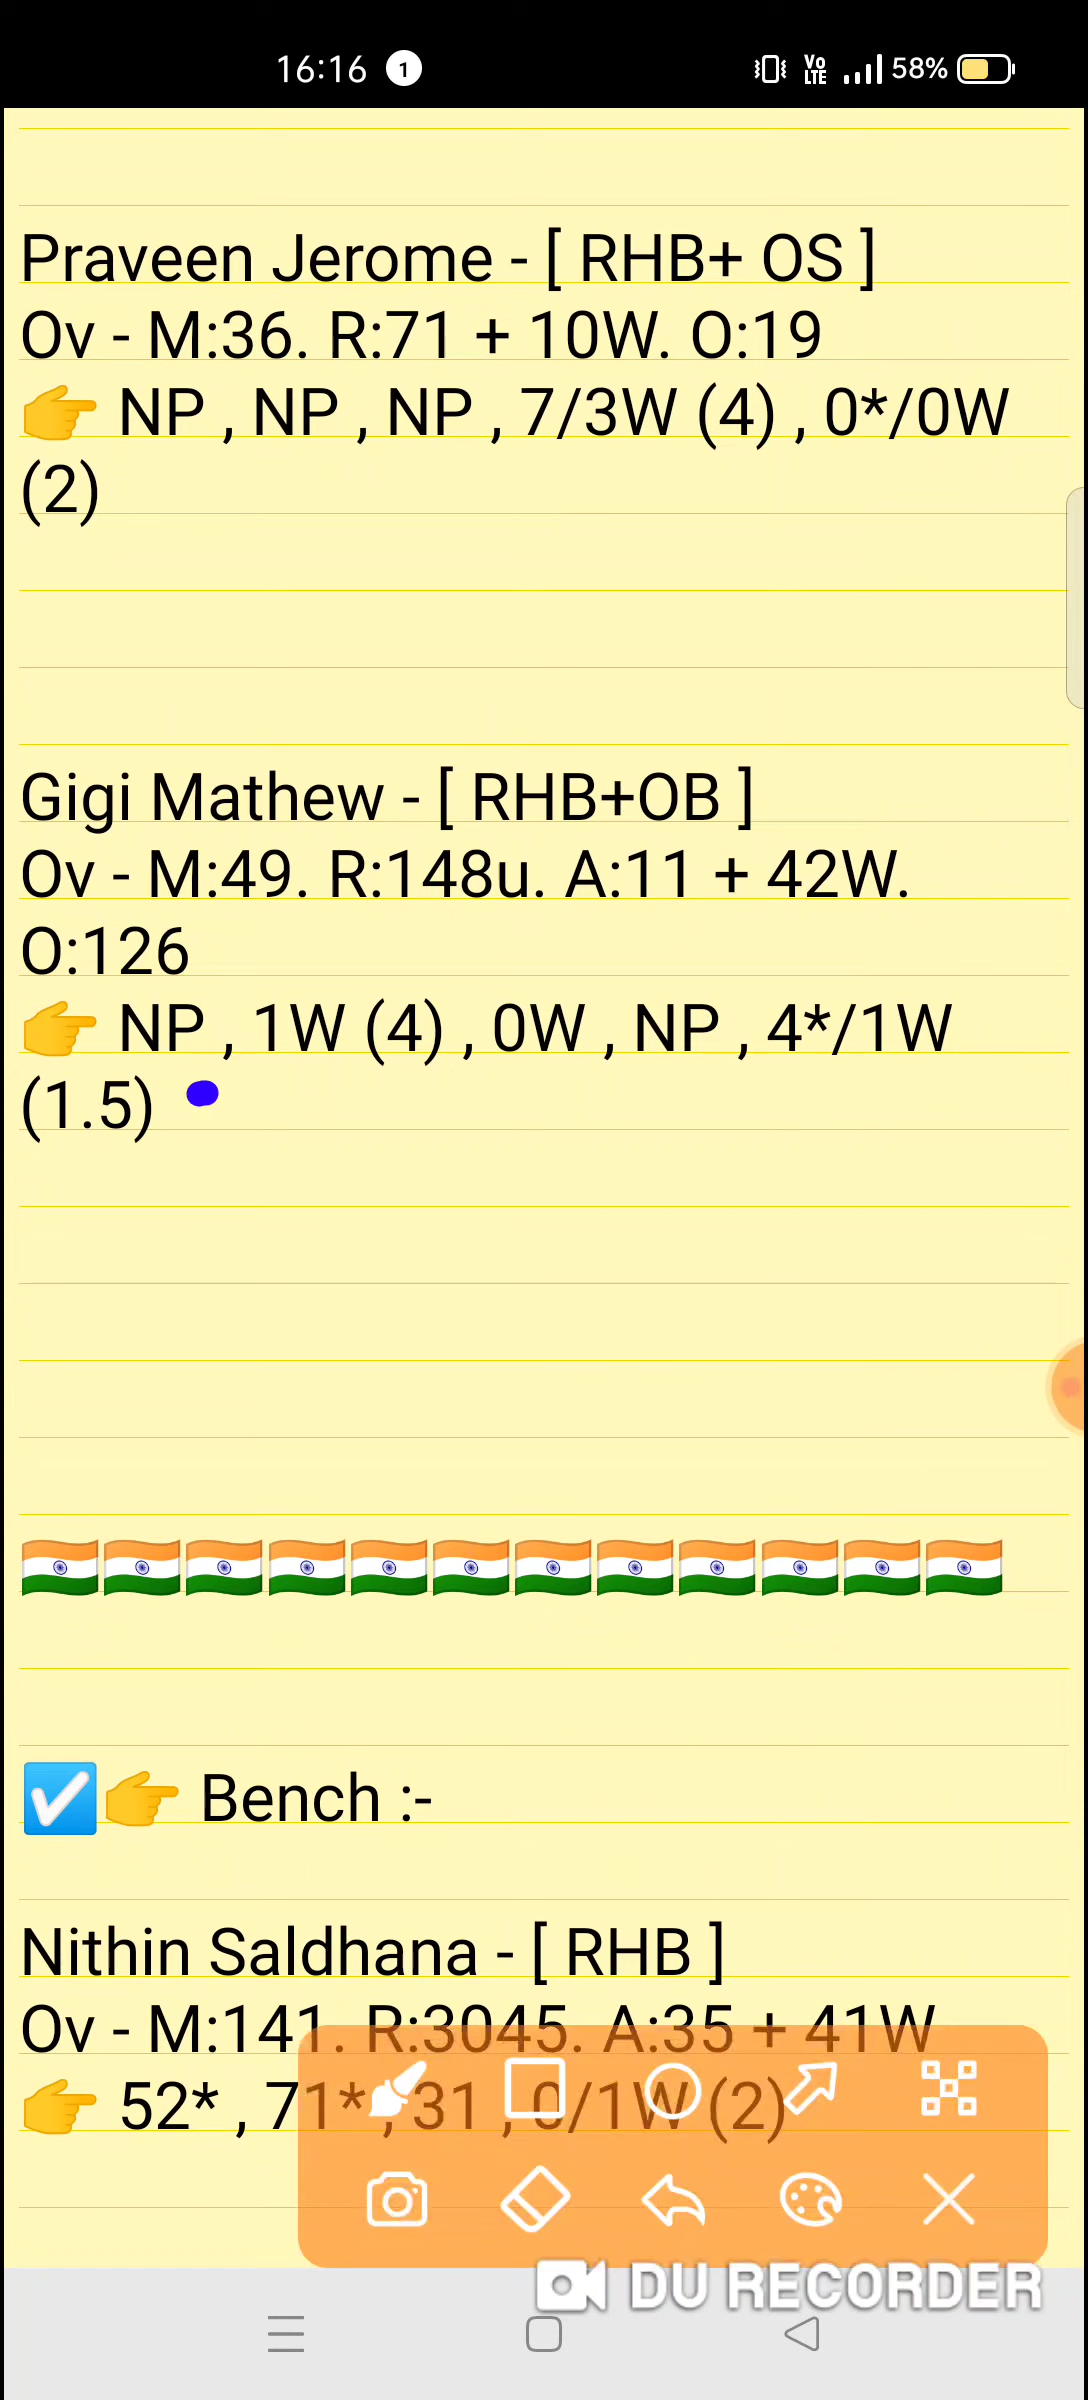 16:16 1 Vo LTE 58%
Praveen Jerome - [ RHB+ OS ]
Ov - M:36. R:71 + 10W. O:19
👉 NP , NP , NP , 7/3W (4) , 0*/0W
(2)
Gigi Mathew - [ RHB+OB ]
Ov - M:49. R:148u. A:11 + 42W.
O:126
👉 NP , 1W (4) , 0W , NP , 4*/1W
(1.5)
🇮🇳🇮🇳🇮🇳🇮🇳🇮🇳🇮🇳🇮🇳🇮🇳🇮🇳🇮🇳🇮🇳🇮🇳
☑️👉 Bench :-
Nithin Saldhana - [ RHB ]
Ov - M:141. R:3045. A:35 + 41W
👉 52* , 71* , 31 , 0/1W (2)
DU RECORDER